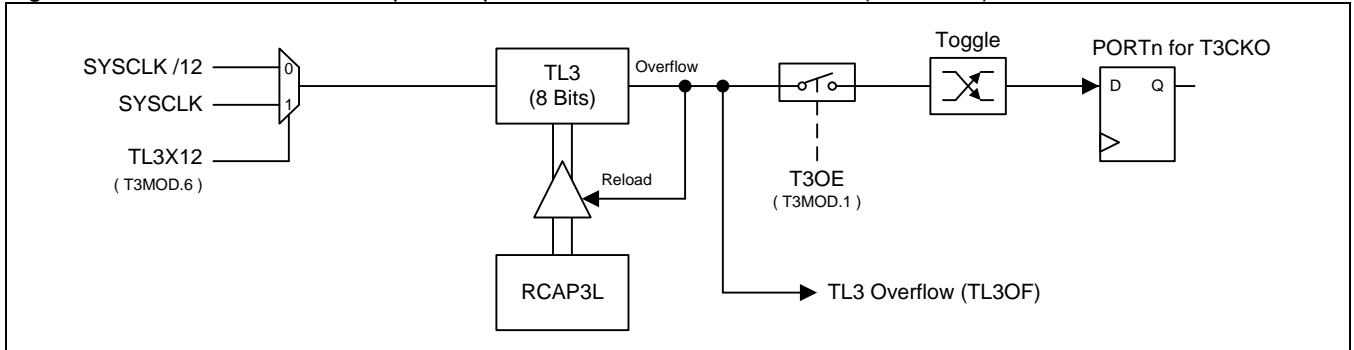 SYSCLK /12
SYSCLK
TL3X12
( T3MOD.6 )
0
1
TL3
(8 Bits)
Overflow
Reload
RCAP3L
T3OE
( T3MOD.1 )
Toggle
PORTn for T3CKO
D Q
TL3 Overflow (TL3OF)